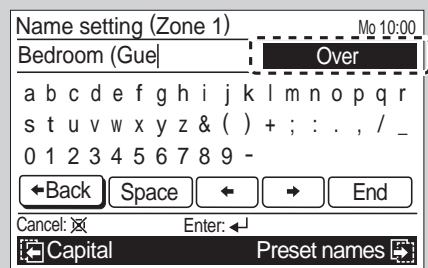 Name setting (Zone 1) Mo 10:00
Bedroom (Gue Over
a b c d e f g h i j k l m n o p q r
s t u v w x y z & ( ) + ; : . , / _
0 1 2 3 4 5 6 7 8 9 -
←Back Space ← → End
Cancel: Enter: ↵
Capital Preset names